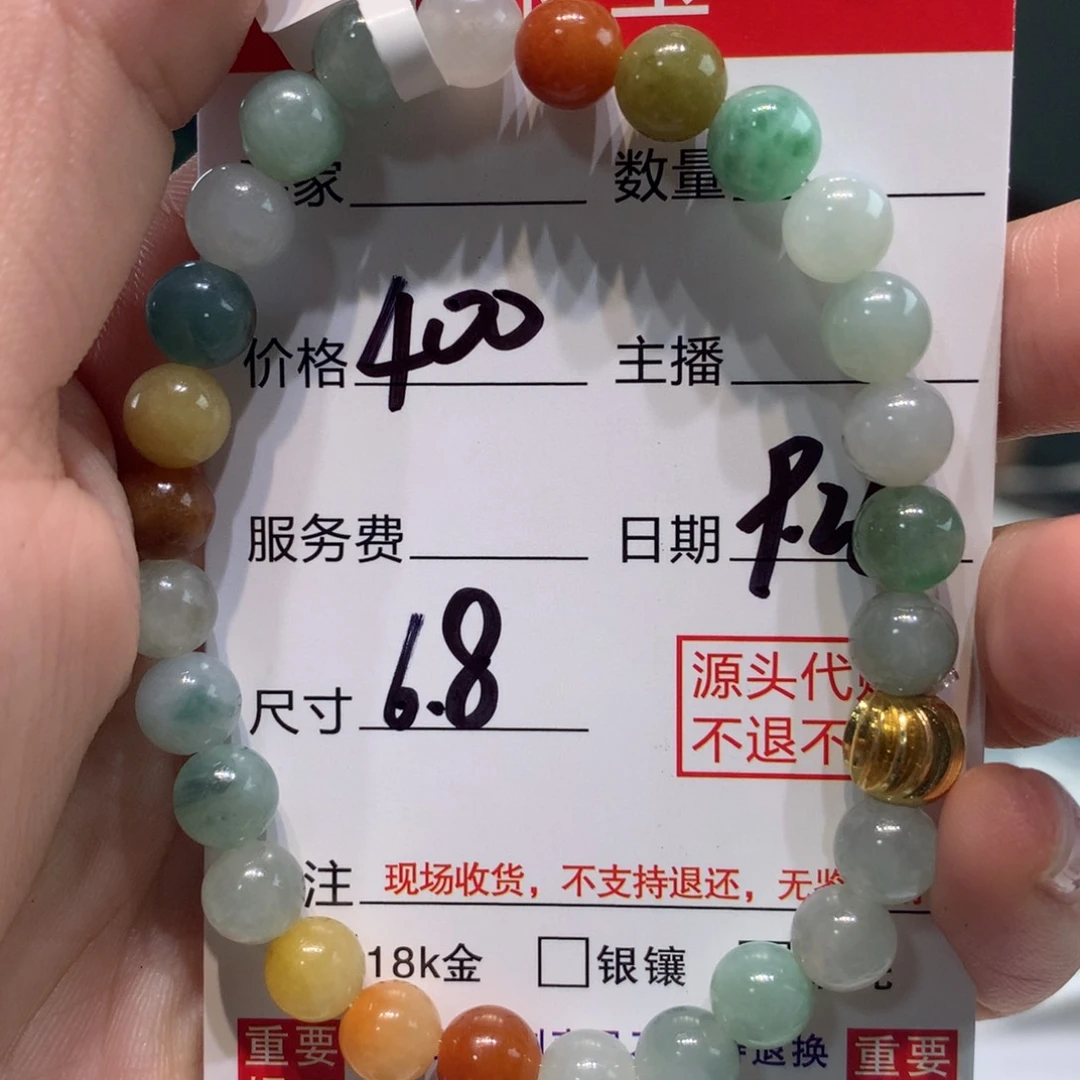 家 数量
价格 400 主播
服务费 日期
尺寸 6.8
源头代
不退不
注 现场收货，不支持退还，无
18k金 银镶
重要 退换 重要